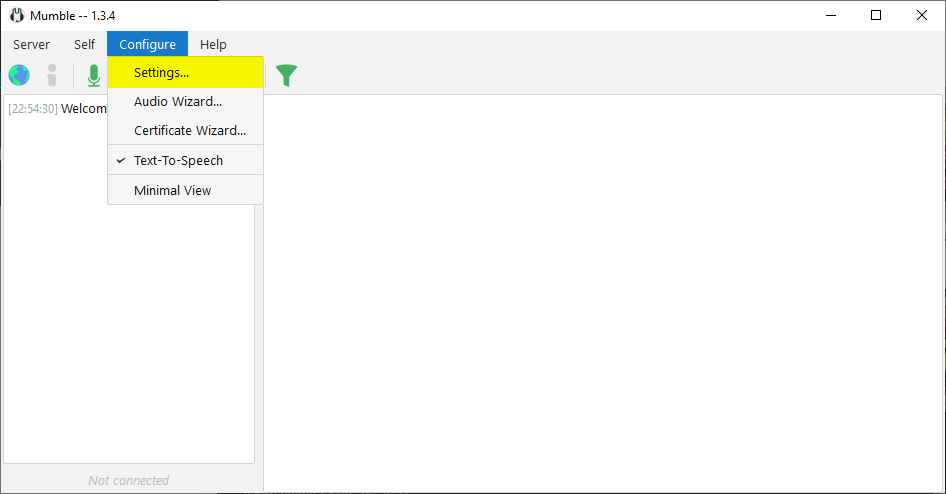 Mumble -- 1.3.4
Server Self Configure Help
Settings...
[22:54:30] Welcom
Audio Wizard...
Certificate Wizard...
Text-To-Speech
Minimal View
Not connected